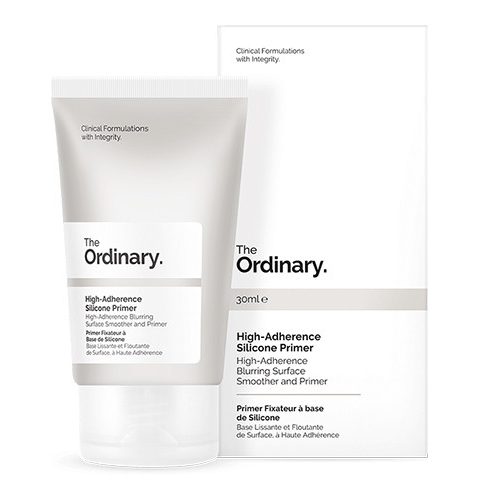 Clinical Formulations
with Integrity.
The
Ordinary.
High-Adherence
Silicone Primer
High-Adherence Blurring
Surface Smoother and Primer
Primer Fixateur à
Base de Silicone
Base Lissante et Floutante
de Surface, à Haute Adhérence
Clinical Formulations
with Integrity.
The
Ordinary.
30ml ℮
High-Adherence
Silicone Primer
High-Adherence
Blurring Surface
Smoother and Primer
Primer Fixateur à base
de Silicone
Base Lissante et Floutante
de Surface, à Haute Adhérence